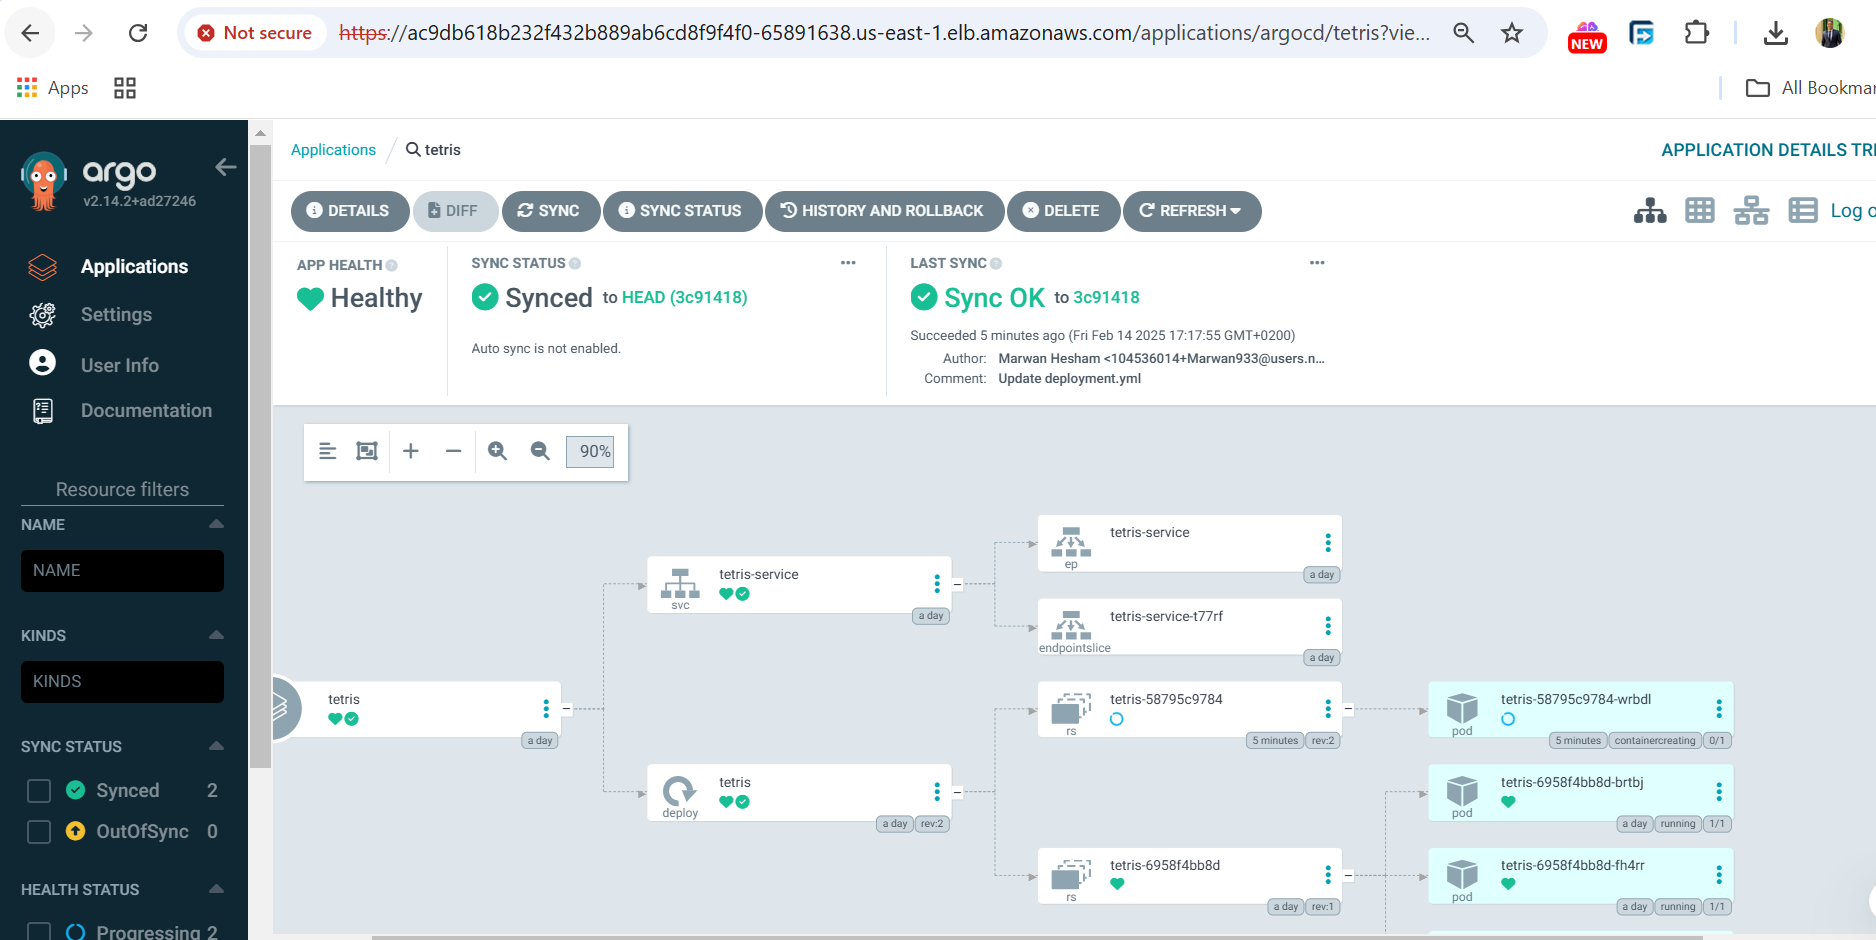 Not secure
https://ac9db618b232f432b889ab6cd8f9f4f0-65891638.us-east-1.elb.amazonaws.com/applications/argocd/tetris?vie...
NEW
Apps
All Bookmar
argo
v2.14.2+ad27246
Applications
Settings
User Info
Documentation
Resource filters
NAME
NAME
KINDS
KINDS
SYNC STATUS
Synced 2
OutOfSync 0
HEALTH STATUS
Progressing 2
Applications / tetris
APPLICATION DETAILS TRE
DETAILS
DIFF
SYNC
SYNC STATUS
HISTORY AND ROLLBACK
DELETE
REFRESH
Log o
APP HEALTH
Healthy
SYNC STATUS
Synced to HEAD (3c91418)
Auto sync is not enabled.
LAST SYNC
Sync OK to 3c91418
Succeeded 5 minutes ago (Fri Feb 14 2025 17:17:55 GMT+0200)
Author: Marwan Hesham <104536014+Marwan933@users.n...
Comment: Update deployment.yml
90%
tetris
a day
tetris-service
svc
a day
tetris
deploy
a day rev:2
tetris-service
ep
a day
tetris-service-t77rf
endpointslice
a day
tetris-58795c9784
rs
5 minutes rev:2
tetris-6958f4bb8d
rs
a day rev:1
tetris-58795c9784-wrbdl
pod
5 minutes containercreating 0/1
tetris-6958f4bb8d-brtbj
pod
a day running 1/1
tetris-6958f4bb8d-fh4rr
pod
a day running 1/1